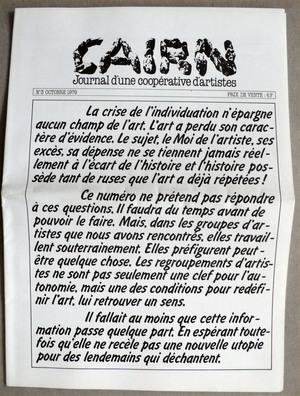 CAIRN
Journal d'une coopérative d'artistes
N°5 OCTOBRE 1979 PRIX DE VENTE : 6F
La crise de l'individuation n'épargne
aucun champ de l'art. L'art a perdu son carac-
tère d'évidence. Le sujet, le Moi de l'artiste, ses
excès, sa dépense ne se tiennent jamais réel-
lement à l'écart de l'histoire et l'histoire pos-
sède tant de ruses que l'art a déjà répétées !
Ce numéro ne prétend pas répondre
à ces questions. Il faudra du temps avant de
pouvoir le faire. Mais, dans les groupes d'ar-
tistes que nous avons rencontrés, elles travail-
lent souterrainement. Elles préfigurent peut-
être quelque chose. Les regroupements d'artis-
tes ne sont pas seulement une clef pour l'au-
tonomie, mais une des conditions pour redéfi-
nir l'art, lui retrouver un sens.
Il fallait au moins que cette infor-
mation passe quelque part. En espérant toute-
fois qu'elle ne recèle pas une nouvelle utopie
pour des lendemains qui déchantent.